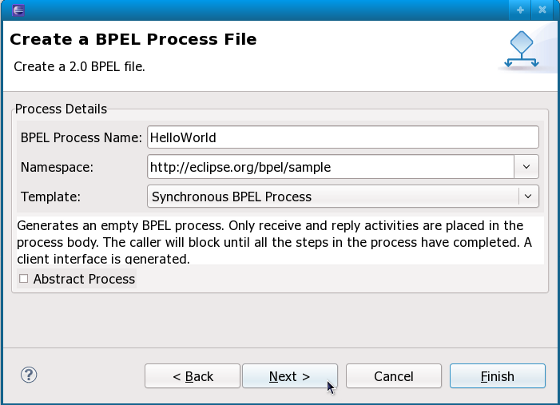 Create a BPEL Process File
Create a 2.0 BPEL file.
Process Details
BPEL Process Name: HelloWorld
Namespace: http://eclipse.org/bpel/sample
Template: Synchronous BPEL Process
Generates an empty BPEL process. Only receive and reply activities are placed in the
process body. The caller will block until all the steps in the process have completed. A
client interface is generated.
Abstract Process
? < Back Next > Cancel Finish